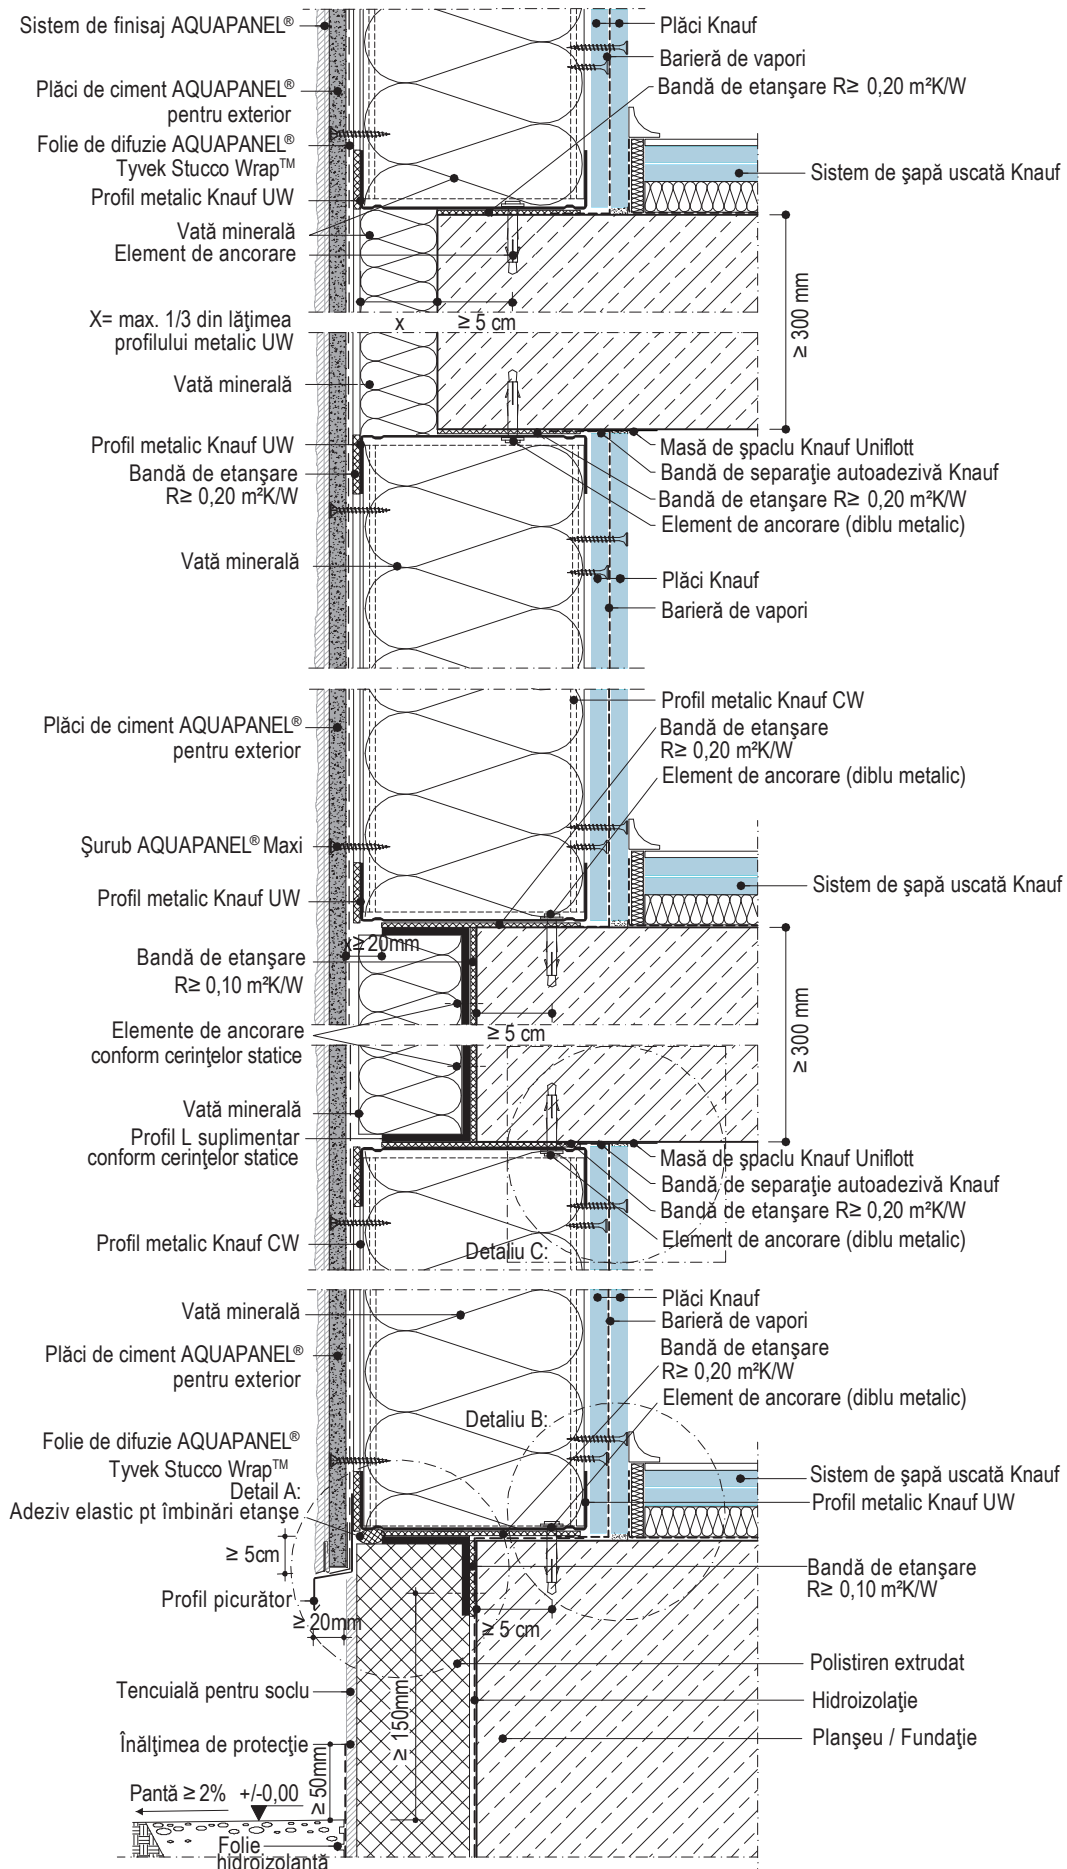 Sistem de finisaj AQUAPANEL®
Plăci Knauf
Barieră de vapori
Bandă de etanşare R≥ 0,20 m²K/W
Plăci de ciment AQUAPANEL®
pentru exterior
Folie de difuzie AQUAPANEL®
Tyvek Stucco Wrap™
Sistem de şapă uscată Knauf
Profil metalic Knauf UW
Vată minerală
Element de ancorare
≥ 300 mm
X= max. 1/3 din lăţimea
profilului metalic UW
x
≥ 5 cm
Vată minerală
Profil metalic Knauf UW
Bandă de etanşare
R≥ 0,20 m²K/W
Masă de şpaclu Knauf Uniflott
Bandă de separaţie autoadezivă Knauf
Bandă de etanşare R≥ 0,20 m²K/W
Element de ancorare (diblu metalic)
Vată minerală
Plăci Knauf
Barieră de vapori
Profil metalic Knauf CW
Bandă de etanşare
R≥ 0,20 m²K/W
Element de ancorare (diblu metalic)
Plăci de ciment AQUAPANEL®
pentru exterior
Şurub AQUAPANEL® Maxi
Profil metalic Knauf UW
Sistem de şapă uscată Knauf
x≥20mm
Bandă de etanşare
R≥ 0,10 m²K/W
≥ 300 mm
Elemente de ancorare
conform cerinţelor statice
≥ 5 cm
Vată minerală
Profil L suplimentar
conform cerinţelor statice
Masă de şpaclu Knauf Uniflott
Bandă de separaţie autoadezivă Knauf
Bandă de etanşare R≥ 0,20 m²K/W
Element de ancorare (diblu metalic)
Profil metalic Knauf CW
Detaliu C:
Vată minerală
Plăci Knauf
Barieră de vapori
Bandă de etanşare
R≥ 0,20 m²K/W
Element de ancorare (diblu metalic)
Plăci de ciment AQUAPANEL®
pentru exterior
Detaliu B:
Folie de difuzie AQUAPANEL®
Tyvek Stucco Wrap™
Detail A:
Adeziv elastic pt îmbinări etanşe
Sistem de şapă uscată Knauf
Profil metalic Knauf UW
≥ 5cm
Bandă de etanşare
R≥ 0,10 m²K/W
Profil picurător
≥ 20mm
≥ 5 cm
Polistiren extrudat
Tencuială pentru soclu
≥ 150mm
Hidroizolaţie
Înălţimea de protecţie
Planşeu / Fundaţie
≥ 50mm
Pantă ≥ 2% +/-0,00
Folie
hidroizolantă